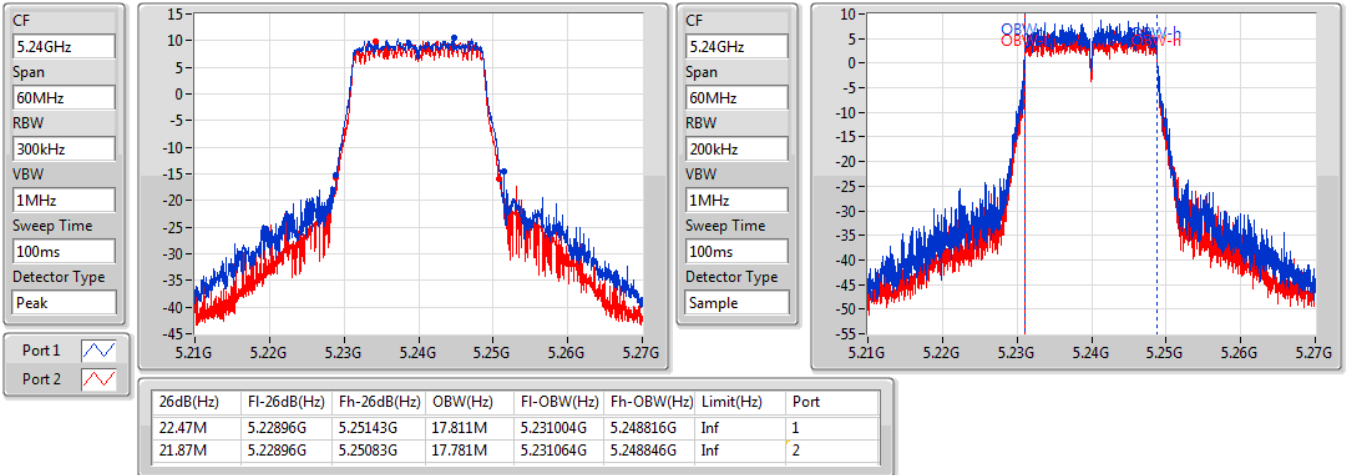 CF
5.24GHz
Span
60MHz
RBW
300kHz
VBW
1MHz
Sweep Time
100ms
Detector Type
Peak
Port 1
Port 2
15
10
5
0
-5
-10
-15
-20
-25
-30
-35
-40
-45
5.21G 5.22G 5.23G 5.24G 5.25G 5.26G 5.27G
CF
5.24GHz
Span
60MHz
RBW
200kHz
VBW
1MHz
Sweep Time
100ms
Detector Type
Sample
10
5
0
-5
-10
-15
-20
-25
-30
-35
-40
-45
-50
-55
5.21G 5.22G 5.23G 5.24G 5.25G 5.26G 5.27G
26dB(Hz) Fl-26dB(Hz) Fh-26dB(Hz) OBW(Hz) Fl-OBW(Hz) Fh-OBW(Hz) Limit(Hz) Port
22.47M 5.22896G 5.25143G 17.811M 5.231004G 5.248816G Inf 1
21.87M 5.22896G 5.25083G 17.781M 5.231064G 5.248846G Inf 2